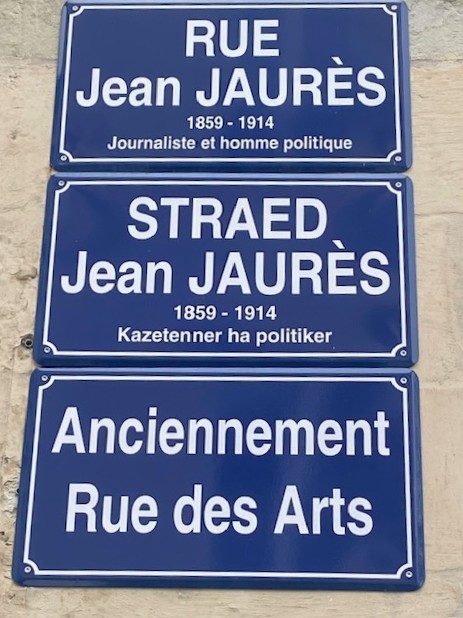 RUE
Jean JAURÈS
1859 - 1914
Journaliste et homme politique
STRAED
Jean JAURÈS
1859 - 1914
Kazetenner ha politiker
Anciennement
Rue des Arts